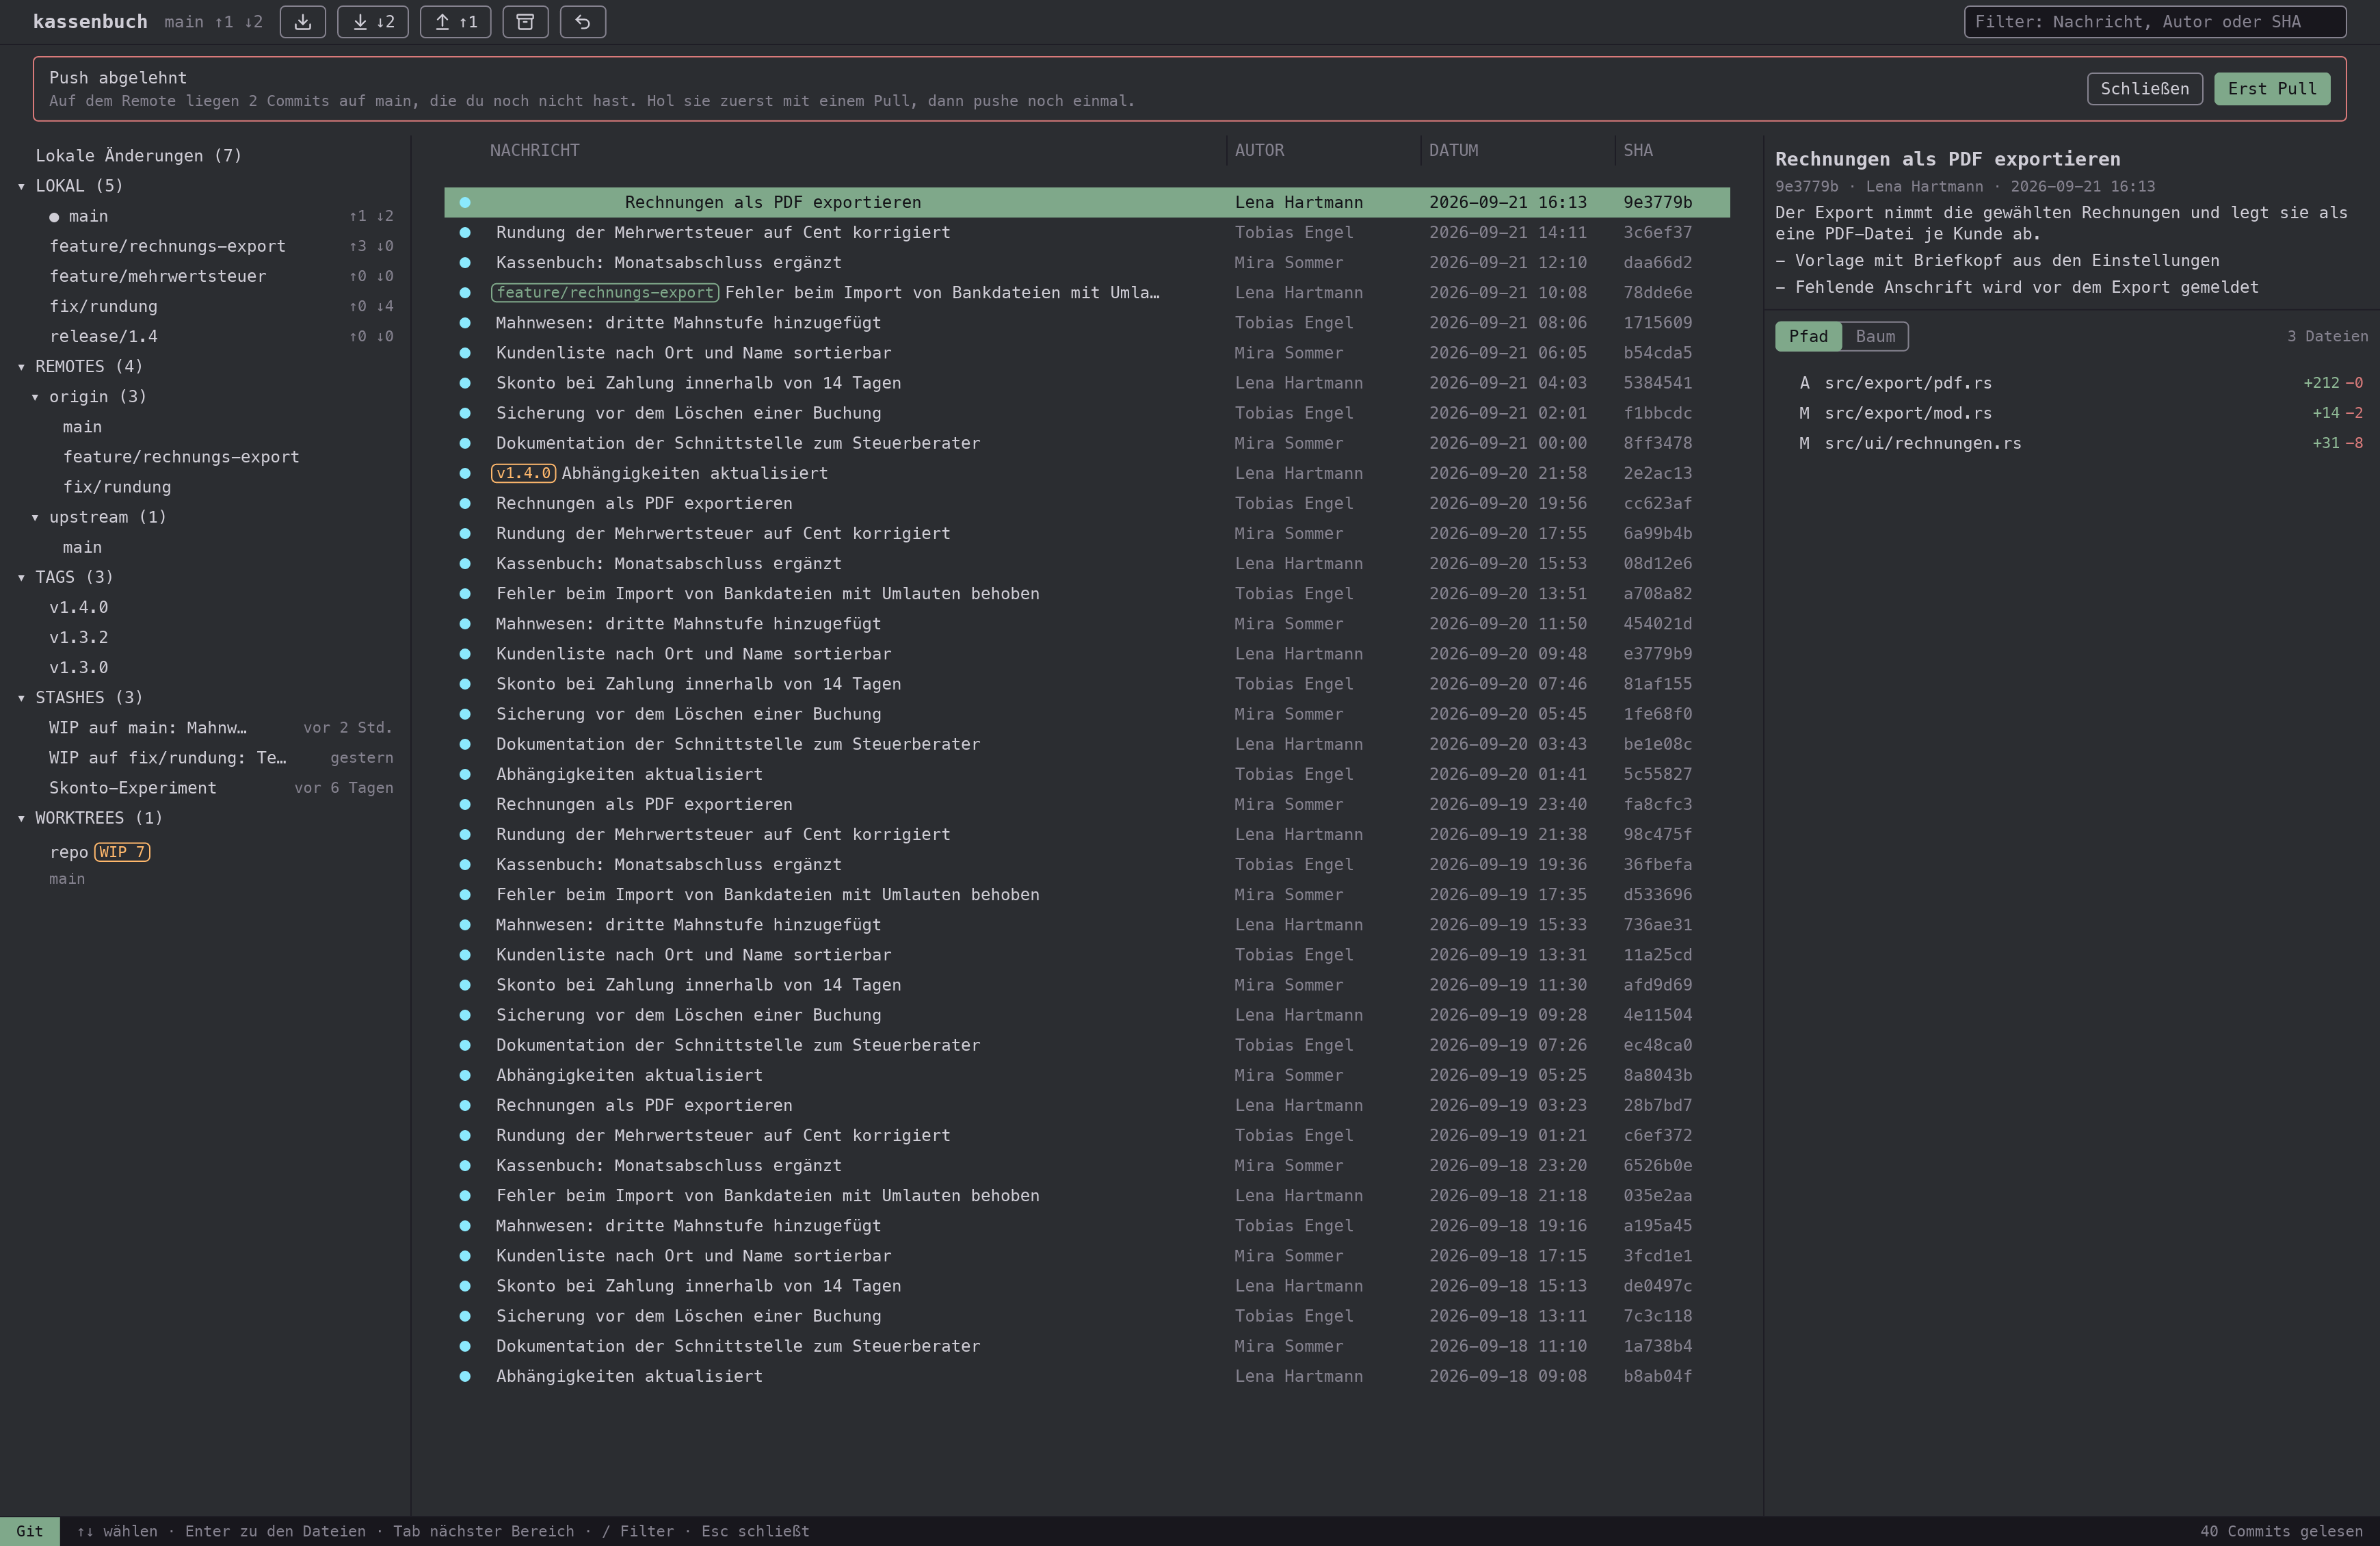 kassenbuch main ↑1 ↓2 ↓2 ↑1 Filter: Nachricht, Autor oder SHA
Push abgelehnt
Auf dem Remote liegen 2 Commits auf main, die du noch nicht hast. Hol sie zuerst mit einem Pull, dann pushe noch einmal.
Schließen Erst Pull
Lokale Änderungen (7)
▾ LOKAL (5)
● main ↑1 ↓2
feature/rechnungs-export ↑3 ↓0
feature/mehrwertsteuer ↑0 ↓0
fix/rundung ↑0 ↓4
release/1.4 ↑0 ↓0
▾ REMOTES (4)
▾ origin (3)
main
feature/rechnungs-export
fix/rundung
▾ upstream (1)
main
▾ TAGS (3)
v1.4.0
v1.3.2
v1.3.0
▾ STASHES (3)
WIP auf main: Mahnw… vor 2 Std.
WIP auf fix/rundung: Te… gestern
Skonto-Experiment vor 6 Tagen
▾ WORKTREES (1)
repo WIP 7
main
NACHRICHT AUTOR DATUM SHA
Rechnungen als PDF exportieren Lena Hartmann 2026-09-21 16:13 9e3779b
Rundung der Mehrwertsteuer auf Cent korrigiert Tobias Engel 2026-09-21 14:11 3c6ef37
Kassenbuch: Monatsabschluss ergänzt Mira Sommer 2026-09-21 12:10 daa66d2
feature/rechnungs-export Fehler beim Import von Bankdateien mit Umla… Lena Hartmann 2026-09-21 10:08 78dde6e
Mahnwesen: dritte Mahnstufe hinzugefügt Tobias Engel 2026-09-21 08:06 1715609
Kundenliste nach Ort und Name sortierbar Mira Sommer 2026-09-21 06:05 b54cda5
Skonto bei Zahlung innerhalb von 14 Tagen Lena Hartmann 2026-09-21 04:03 5384541
Sicherung vor dem Löschen einer Buchung Tobias Engel 2026-09-21 02:01 f1bbcdc
Dokumentation der Schnittstelle zum Steuerberater Mira Sommer 2026-09-21 00:00 8ff3478
v1.4.0 Abhängigkeiten aktualisiert Lena Hartmann 2026-09-20 21:58 2e2ac13
Rechnungen als PDF exportieren Tobias Engel 2026-09-20 19:56 cc623af
Rundung der Mehrwertsteuer auf Cent korrigiert Mira Sommer 2026-09-20 17:55 6a99b4b
Kassenbuch: Monatsabschluss ergänzt Lena Hartmann 2026-09-20 15:53 08d12e6
Fehler beim Import von Bankdateien mit Umlauten behoben Tobias Engel 2026-09-20 13:51 a708a82
Mahnwesen: dritte Mahnstufe hinzugefügt Mira Sommer 2026-09-20 11:50 454021d
Kundenliste nach Ort und Name sortierbar Lena Hartmann 2026-09-20 09:48 e3779b9
Skonto bei Zahlung innerhalb von 14 Tagen Tobias Engel 2026-09-20 07:46 81af155
Sicherung vor dem Löschen einer Buchung Mira Sommer 2026-09-20 05:45 1fe68f0
Dokumentation der Schnittstelle zum Steuerberater Lena Hartmann 2026-09-20 03:43 be1e08c
Abhängigkeiten aktualisiert Tobias Engel 2026-09-20 01:41 5c55827
Rechnungen als PDF exportieren Mira Sommer 2026-09-19 23:40 fa8cfc3
Rundung der Mehrwertsteuer auf Cent korrigiert Lena Hartmann 2026-09-19 21:38 98c475f
Kassenbuch: Monatsabschluss ergänzt Tobias Engel 2026-09-19 19:36 36fbefa
Fehler beim Import von Bankdateien mit Umlauten behoben Mira Sommer 2026-09-19 17:35 d533696
Mahnwesen: dritte Mahnstufe hinzugefügt Lena Hartmann 2026-09-19 15:33 736ae31
Kundenliste nach Ort und Name sortierbar Tobias Engel 2026-09-19 13:31 11a25cd
Skonto bei Zahlung innerhalb von 14 Tagen Mira Sommer 2026-09-19 11:30 afd9d69
Sicherung vor dem Löschen einer Buchung Lena Hartmann 2026-09-19 09:28 4e11504
Dokumentation der Schnittstelle zum Steuerberater Tobias Engel 2026-09-19 07:26 ec48ca0
Abhängigkeiten aktualisiert Mira Sommer 2026-09-19 05:25 8a8043b
Rechnungen als PDF exportieren Lena Hartmann 2026-09-19 03:23 28b7bd7
Rundung der Mehrwertsteuer auf Cent korrigiert Tobias Engel 2026-09-19 01:21 c6ef372
Kassenbuch: Monatsabschluss ergänzt Mira Sommer 2026-09-18 23:20 6526b0e
Fehler beim Import von Bankdateien mit Umlauten behoben Lena Hartmann 2026-09-18 21:18 035e2aa
Mahnwesen: dritte Mahnstufe hinzugefügt Tobias Engel 2026-09-18 19:16 a195a45
Kundenliste nach Ort und Name sortierbar Mira Sommer 2026-09-18 17:15 3fcd1e1
Skonto bei Zahlung innerhalb von 14 Tagen Lena Hartmann 2026-09-18 15:13 de0497c
Sicherung vor dem Löschen einer Buchung Tobias Engel 2026-09-18 13:11 7c3c118
Dokumentation der Schnittstelle zum Steuerberater Mira Sommer 2026-09-18 11:10 1a738b4
Abhängigkeiten aktualisiert Lena Hartmann 2026-09-18 09:08 b8ab04f
Rechnungen als PDF exportieren
9e3779b · Lena Hartmann · 2026-09-21 16:13
Der Export nimmt die gewählten Rechnungen und legt sie als
eine PDF-Datei je Kunde ab.
- Vorlage mit Briefkopf aus den Einstellungen
- Fehlende Anschrift wird vor dem Export gemeldet
Pfad Baum 3 Dateien
A src/export/pdf.rs +212 -0
M src/export/mod.rs +14 -2
M src/ui/rechnungen.rs +31 -8
Git ↑↓ wählen · Enter zu den Dateien · Tab nächster Bereich · / Filter · Esc schließt 40 Commits gelesen